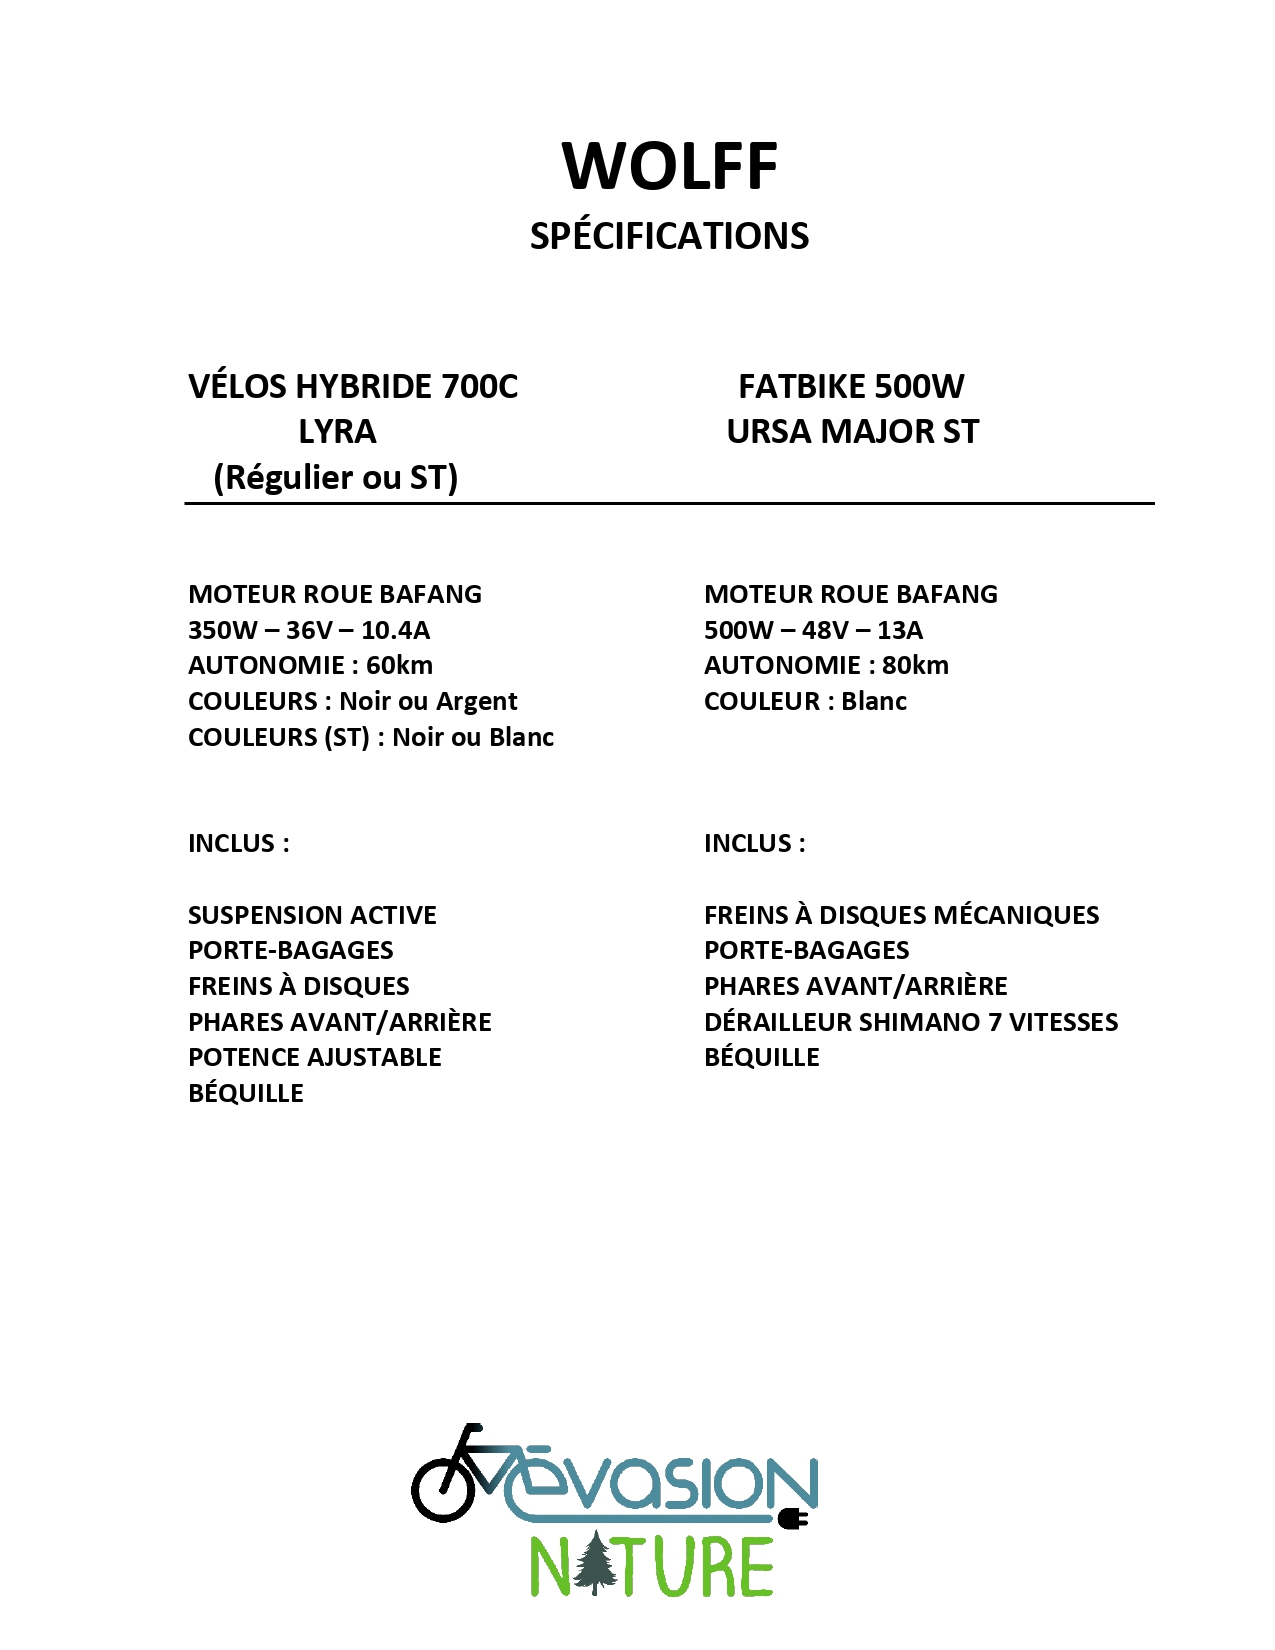 WOLFF
SPÉCIFICATIONS
VÉLOS HYBRIDE 700C
LYRA
(Régulier ou ST)
FATBIKE 500W
URSA MAJOR ST
MOTEUR ROUE BAFANG
350W – 36V – 10.4A
AUTONOMIE : 60km
COULEURS : Noir ou Argent
COULEURS (ST) : Noir ou Blanc
INCLUS :
SUSPENSION ACTIVE
PORTE-BAGAGES
FREINS À DISQUES
PHARES AVANT/ARRIÈRE
POTENCE AJUSTABLE
BÉQUILLE
MOTEUR ROUE BAFANG
500W – 48V – 13A
AUTONOMIE : 80km
COULEUR : Blanc
INCLUS :
FREINS À DISQUES MÉCANIQUES
PORTE-BAGAGES
PHARES AVANT/ARRIÈRE
DÉRAILLEUR SHIMANO 7 VITESSES
BÉQUILLE
évasion
NATURE